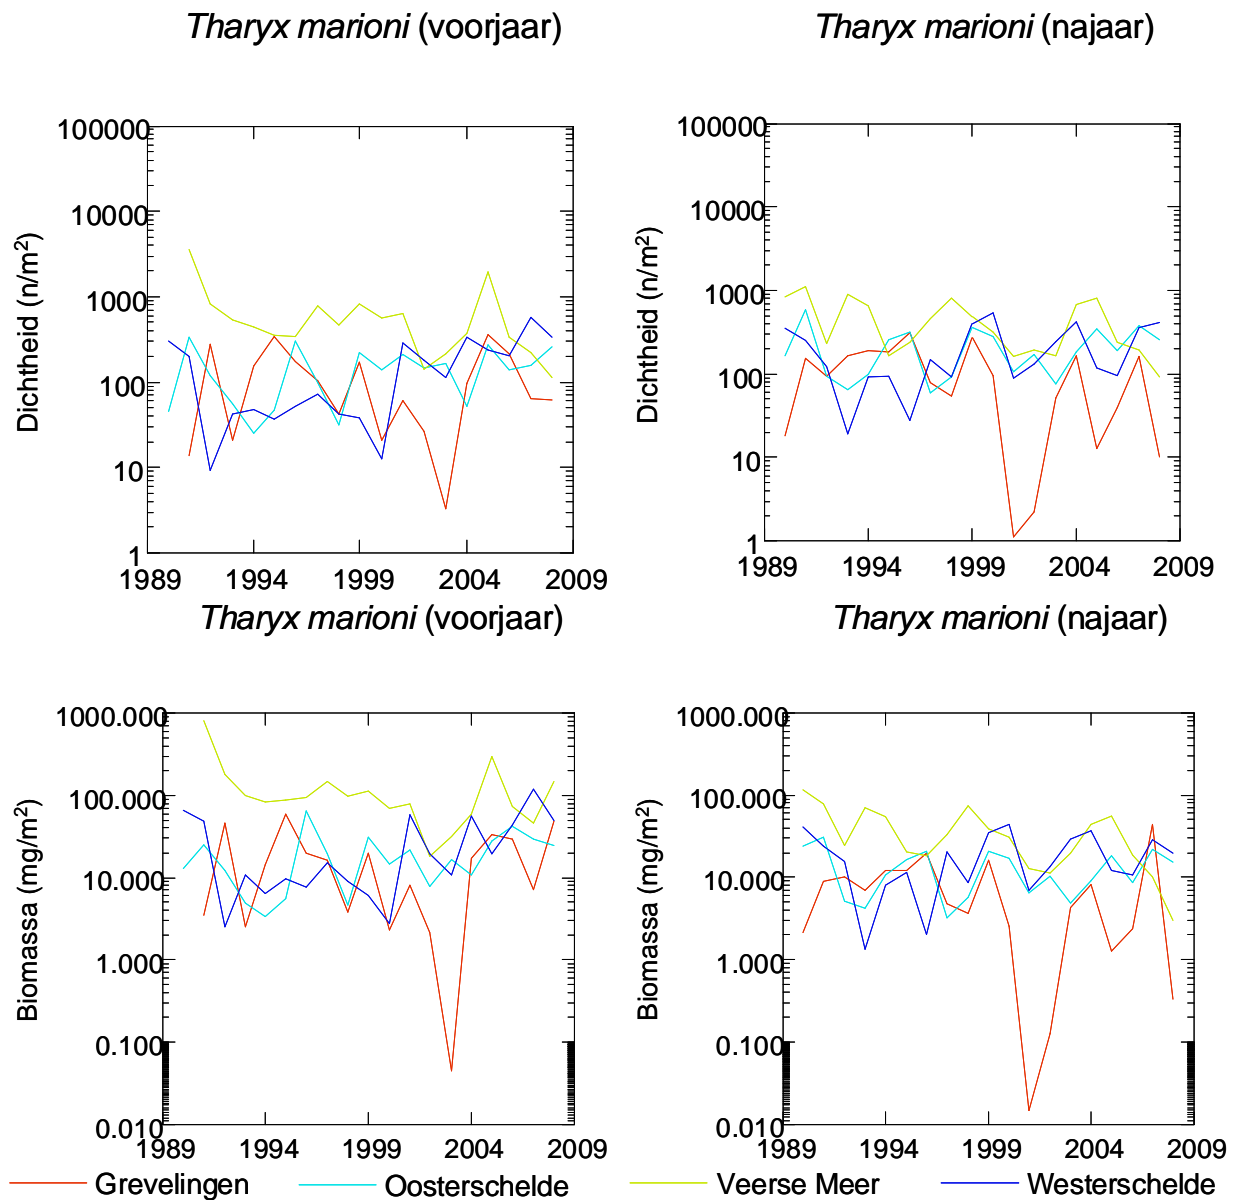 Tharyx marioni (voorjaar)
Tharyx marioni (najaar)
Dichtheid (n/m²)
100000
10000
1000
100
10
1
1989 1994 1999 2004 2009
Dichtheid (n/m²)
100000
10000
1000
100
10
1
1989 1994 1999 2004 2009
Tharyx marioni (voorjaar)
Tharyx marioni (najaar)
Biomassa (mg/m²)
1000.000
100.000
10.000
1.000
0.100
0.010
1989 1994 1999 2004 2009
Biomassa (mg/m²)
1000.000
100.000
10.000
1.000
0.100
0.010
1989 1994 1999 2004 2009
Grevelingen Oosterschelde Veerse Meer Westerschelde